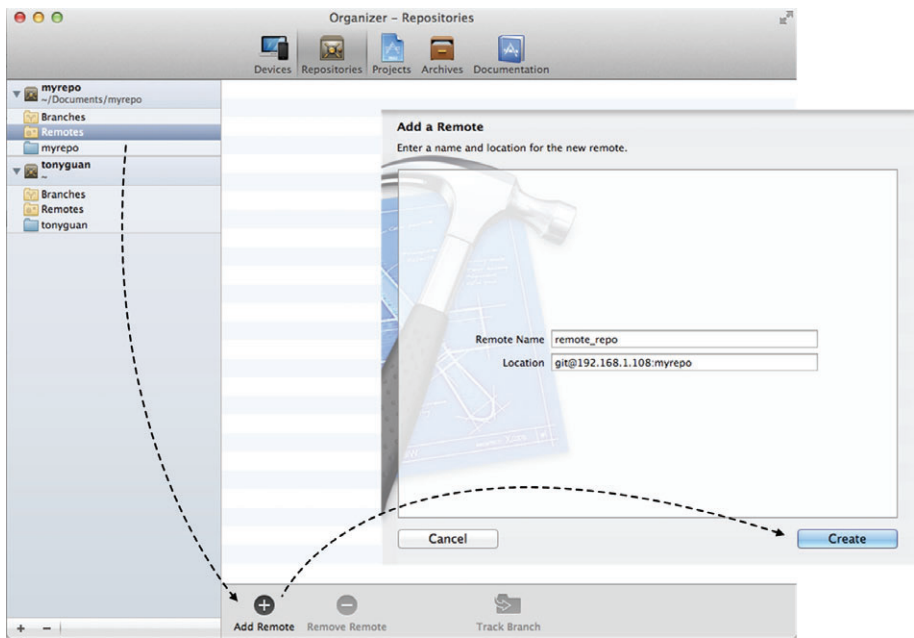 Organizer – Repositories
Devices Repositories Projects Archives Documentation
myrepo
~/Documents/myrepo
Branches
Remotes
myrepo
tonyguan
~
Branches
Remotes
tonyguan
Add a Remote
Enter a name and location for the new remote.
Remote Name remote_repo
Location git@192.168.1.108:myrepo
Cancel Create
+ − Add Remote Remove Remote Track Branch